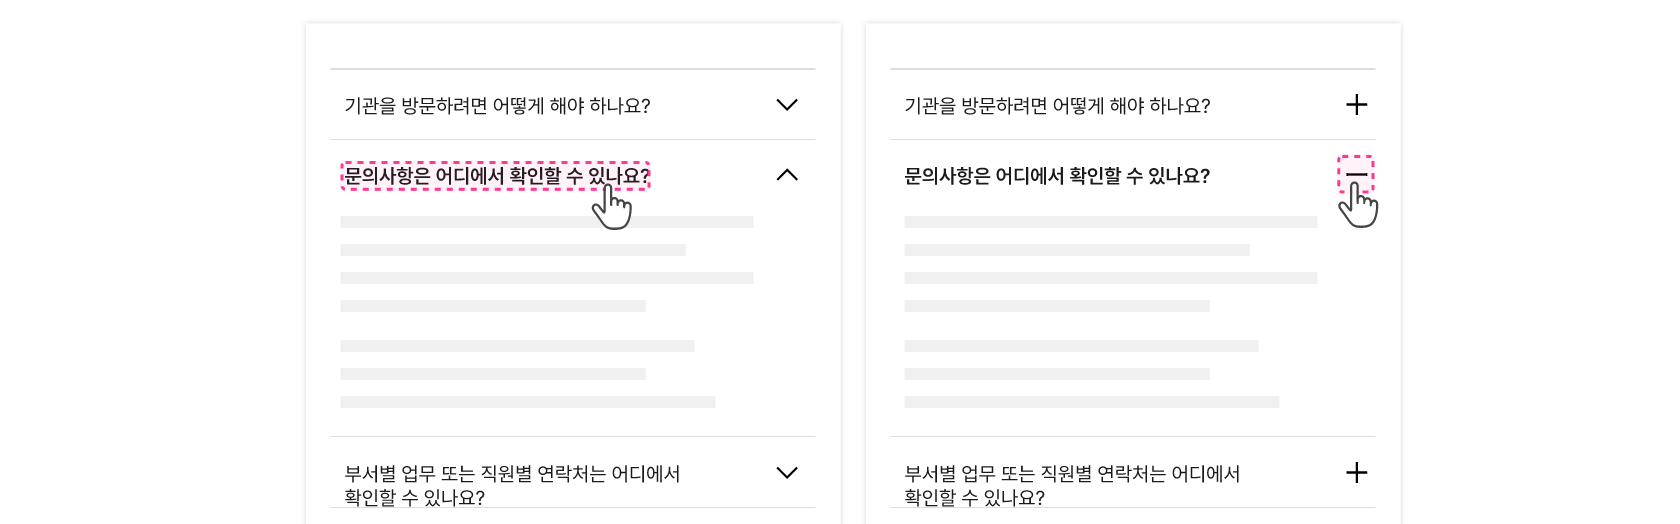 기관을 방문하려면 어떻게 해야 하나요?
문의사항은 어디에서 확인할 수 있나요?
부서별 업무 또는 직원별 연락처는 어디에서
확인할 수 있나요?
기관을 방문하려면 어떻게 해야 하나요?
문의사항은 어디에서 확인할 수 있나요?
부서별 업무 또는 직원별 연락처는 어디에서
확인할 수 있나요?